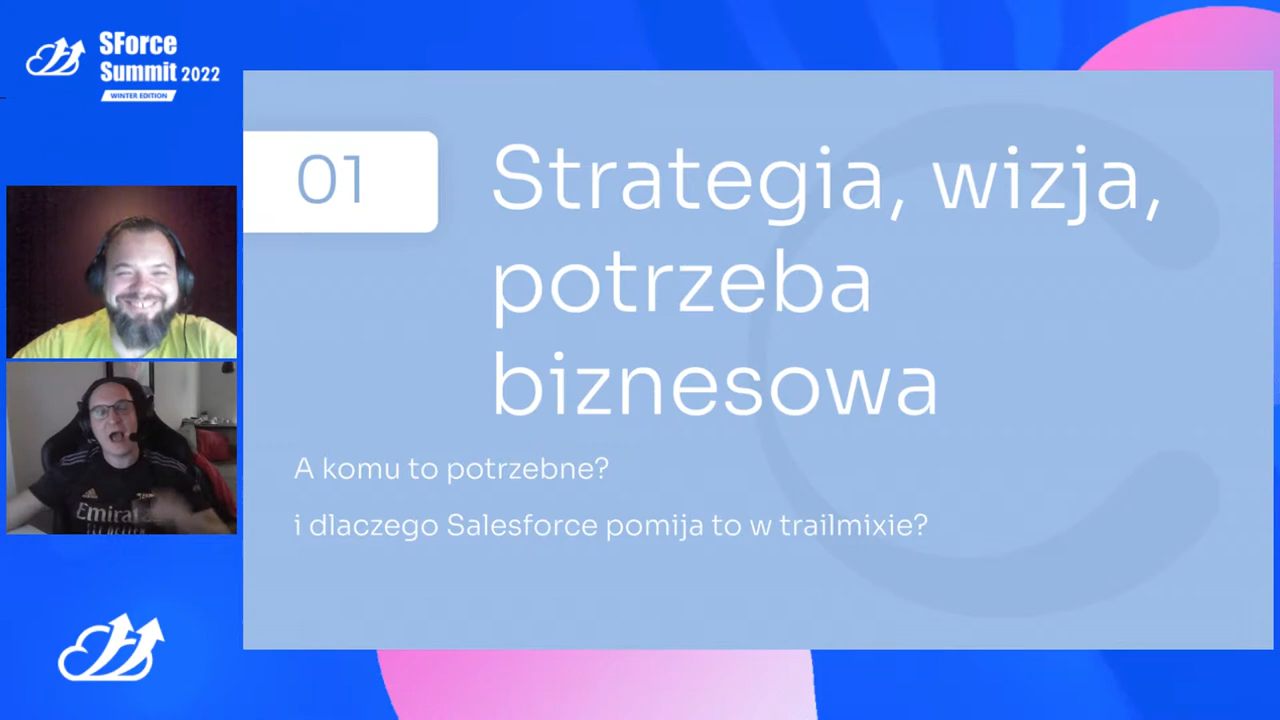 SForce
Summit 2022
WINTER EDITION
01
Strategia, wizja,
potrzeba
biznesowa
A komu to potrzebne?
i dlaczego Salesforce pomija to w trailmixie?